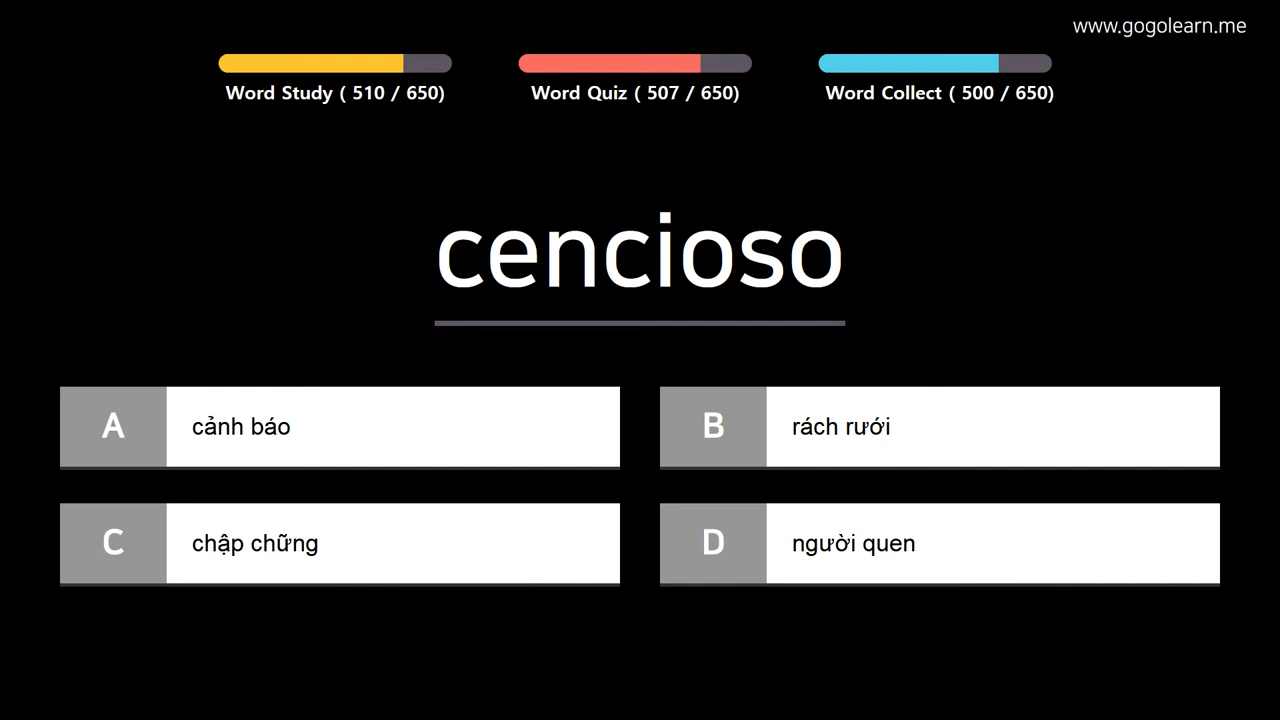 www.gogolearn.me
Word Study ( 510 / 650)
Word Quiz ( 507 / 650)
Word Collect ( 500 / 650)
cencioso
A
cảnh báo
B
rách rưới
C
chập chững
D
người quen